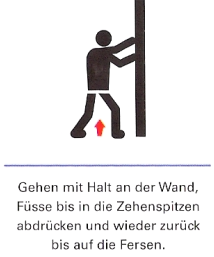 Gehen mit Halt an der Wand,
Füsse bis in die Zehenspitzen
abdrücken und wieder zurück
bis auf die Fersen.